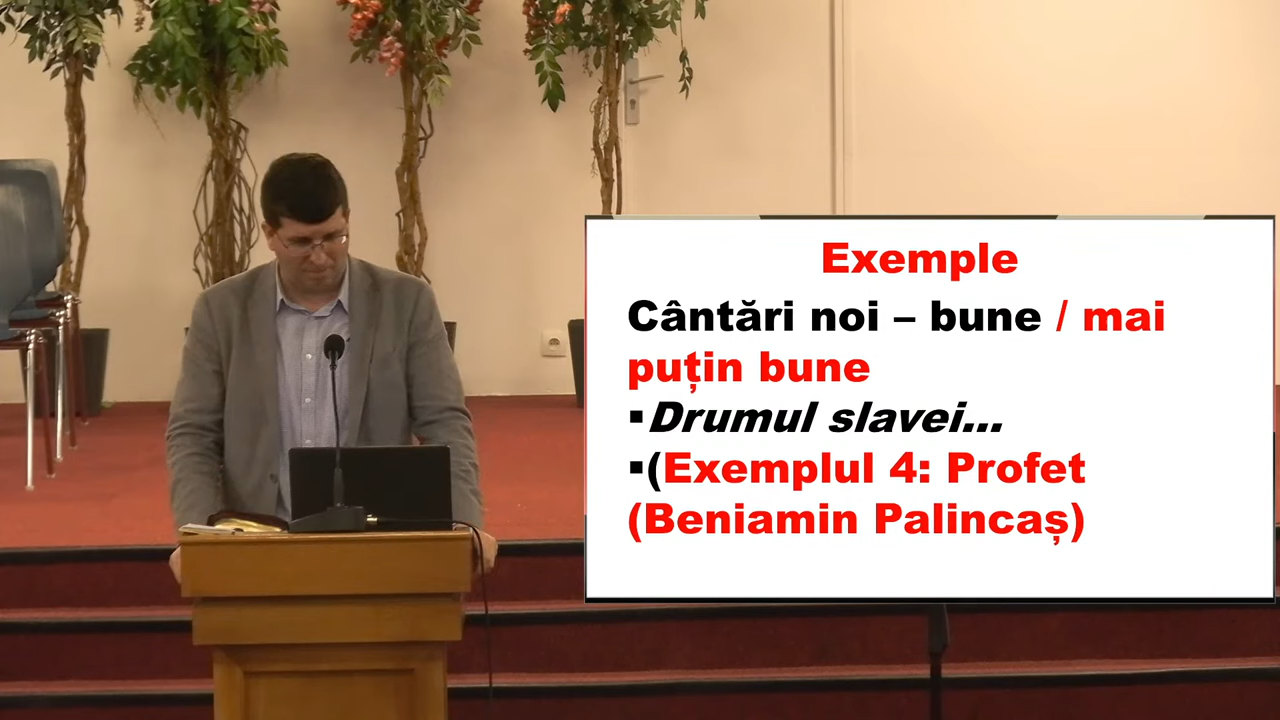 Exemple
Cântări noi – bune / mai
puțin bune
▪Drumul slavei...
▪(Exemplul 4: Profet
(Beniamin Palincaș)